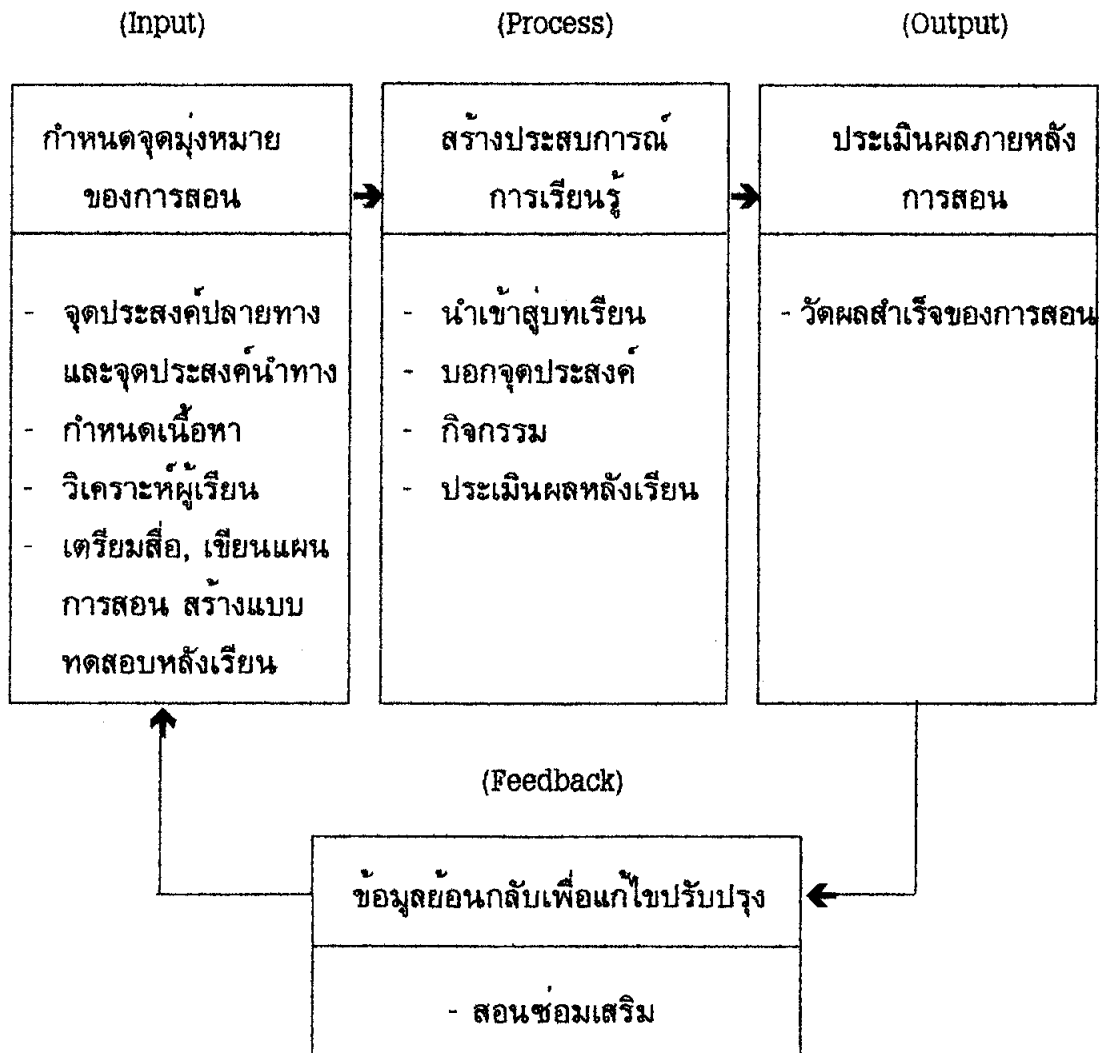 (Input)
(Process)
(Output)
กำหนดจุดมุ่งหมาย
ของการสอน
- จุดประสงค์ปลายทาง
และจุดประสงค์นำทาง
- กำหนดเนื้อหา
- วิเคราะห์ผู้เรียน
- เตรียมสื่อ, เขียนแผน
การสอน สร้างแบบ
ทดสอบหลังเรียน
สร้างประสบการณ์
การเรียนรู้
- นำเข้าสู่บทเรียน
- บอกจุดประสงค์
- กิจกรรม
- ประเมินผลหลังเรียน
ประเมินผลภายหลัง
การสอน
- วัดผลสำเร็จของการสอน
(Feedback)
ข้อมูลย้อนกลับเพื่อแก้ไขปรับปรุง
- สอนซ่อมเสริม